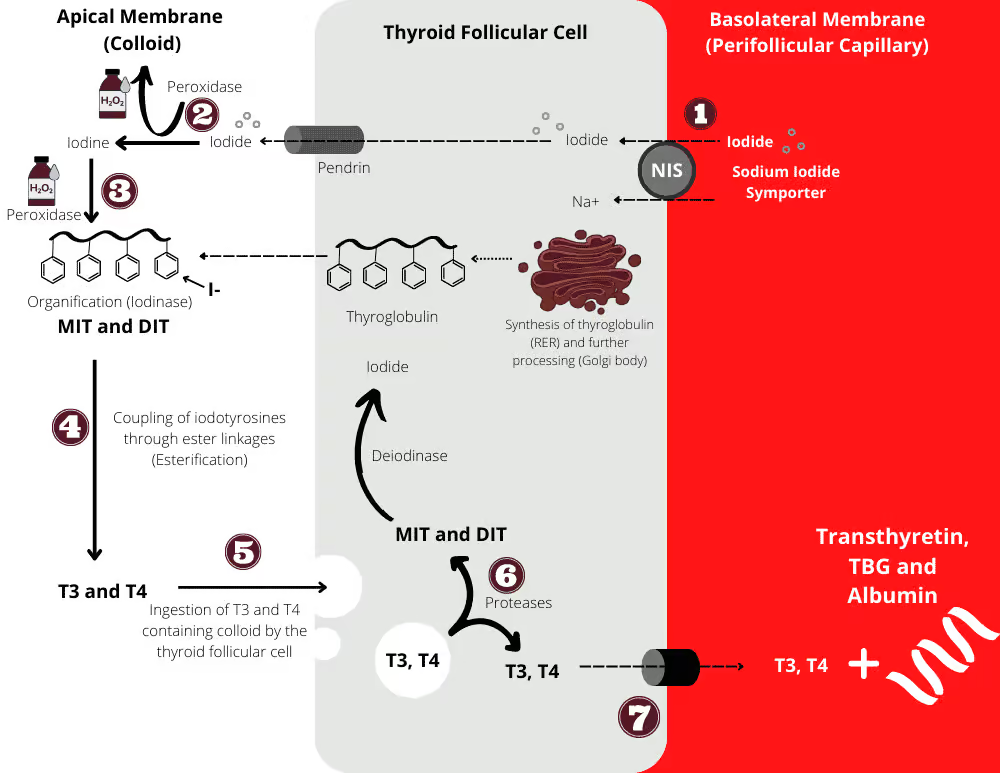 Apical Membrane
(Colloid)
Thyroid Follicular Cell
Basolateral Membrane
(Perifollicular Capillary)
H₂O₂
Peroxidase
2
Iodine
Iodide
Pendrin
Iodide
1
Iodide
NIS
Sodium Iodide
Symporter
Na+
H₂O₂
Peroxidase
3
I-
Organification (Iodinase)
MIT and DIT
Thyroglobulin
Synthesis of thyroglobulin
(RER) and further
processing (Golgi body)
Iodide
4
Coupling of iodotyrosines
through ester linkages
(Esterification)
Deiodinase
MIT and DIT
5
T3 and T4
Ingestion of T3 and T4
containing colloid by the
thyroid follicular cell
6
Proteases
T3, T4
T3, T4
7
Transthyretin,
TBG and
Albumin
T3, T4
+